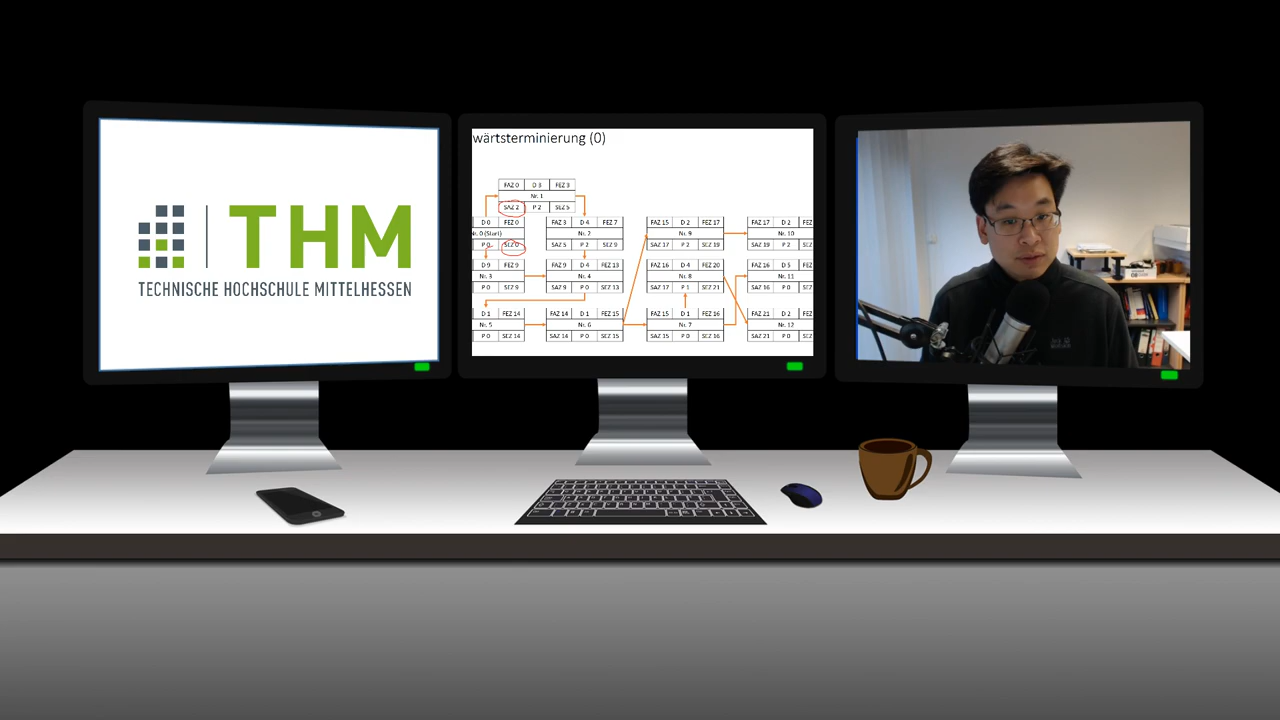 THM
TECHNISCHE HOCHSCHULE MITTELHESSEN
wärtsterminierung (0)
FAZ 0 D 3 FEZ 3
Nr. 1
SAZ 2 P 2 SEZ 5
D 0 FEZ 0 FAZ 3 D 4 FEZ 7 FAZ 15 D 2 FEZ 17 FAZ 17 D 2 FEZ
Nr. 0 (Start) Nr. 2 Nr. 9 Nr. 10
P 0 SEZ 0 SAZ 5 P 2 SEZ 9 SAZ 17 P 2 SEZ 19 SAZ 19 P 2 SEZ
D 9 FEZ 9 FAZ 9 D 4 FEZ 13 FAZ 16 D 4 FEZ 20 FAZ 16 D 5 FEZ
Nr. 3 Nr. 4 Nr. 8 Nr. 11
P 0 SEZ 9 SAZ 9 P 0 SEZ 13 SAZ 17 P 1 SEZ 21 SAZ 16 P 0 SEZ
D 1 FEZ 14 FAZ 14 D 1 FEZ 15 FAZ 15 D 1 FEZ 16 FAZ 21 D 2 FEZ
Nr. 5 Nr. 6 Nr. 7 Nr. 12
P 0 SEZ 14 SAZ 14 P 0 SEZ 15 SAZ 15 P 0 SEZ 16 SAZ 21 P 0 SEZ